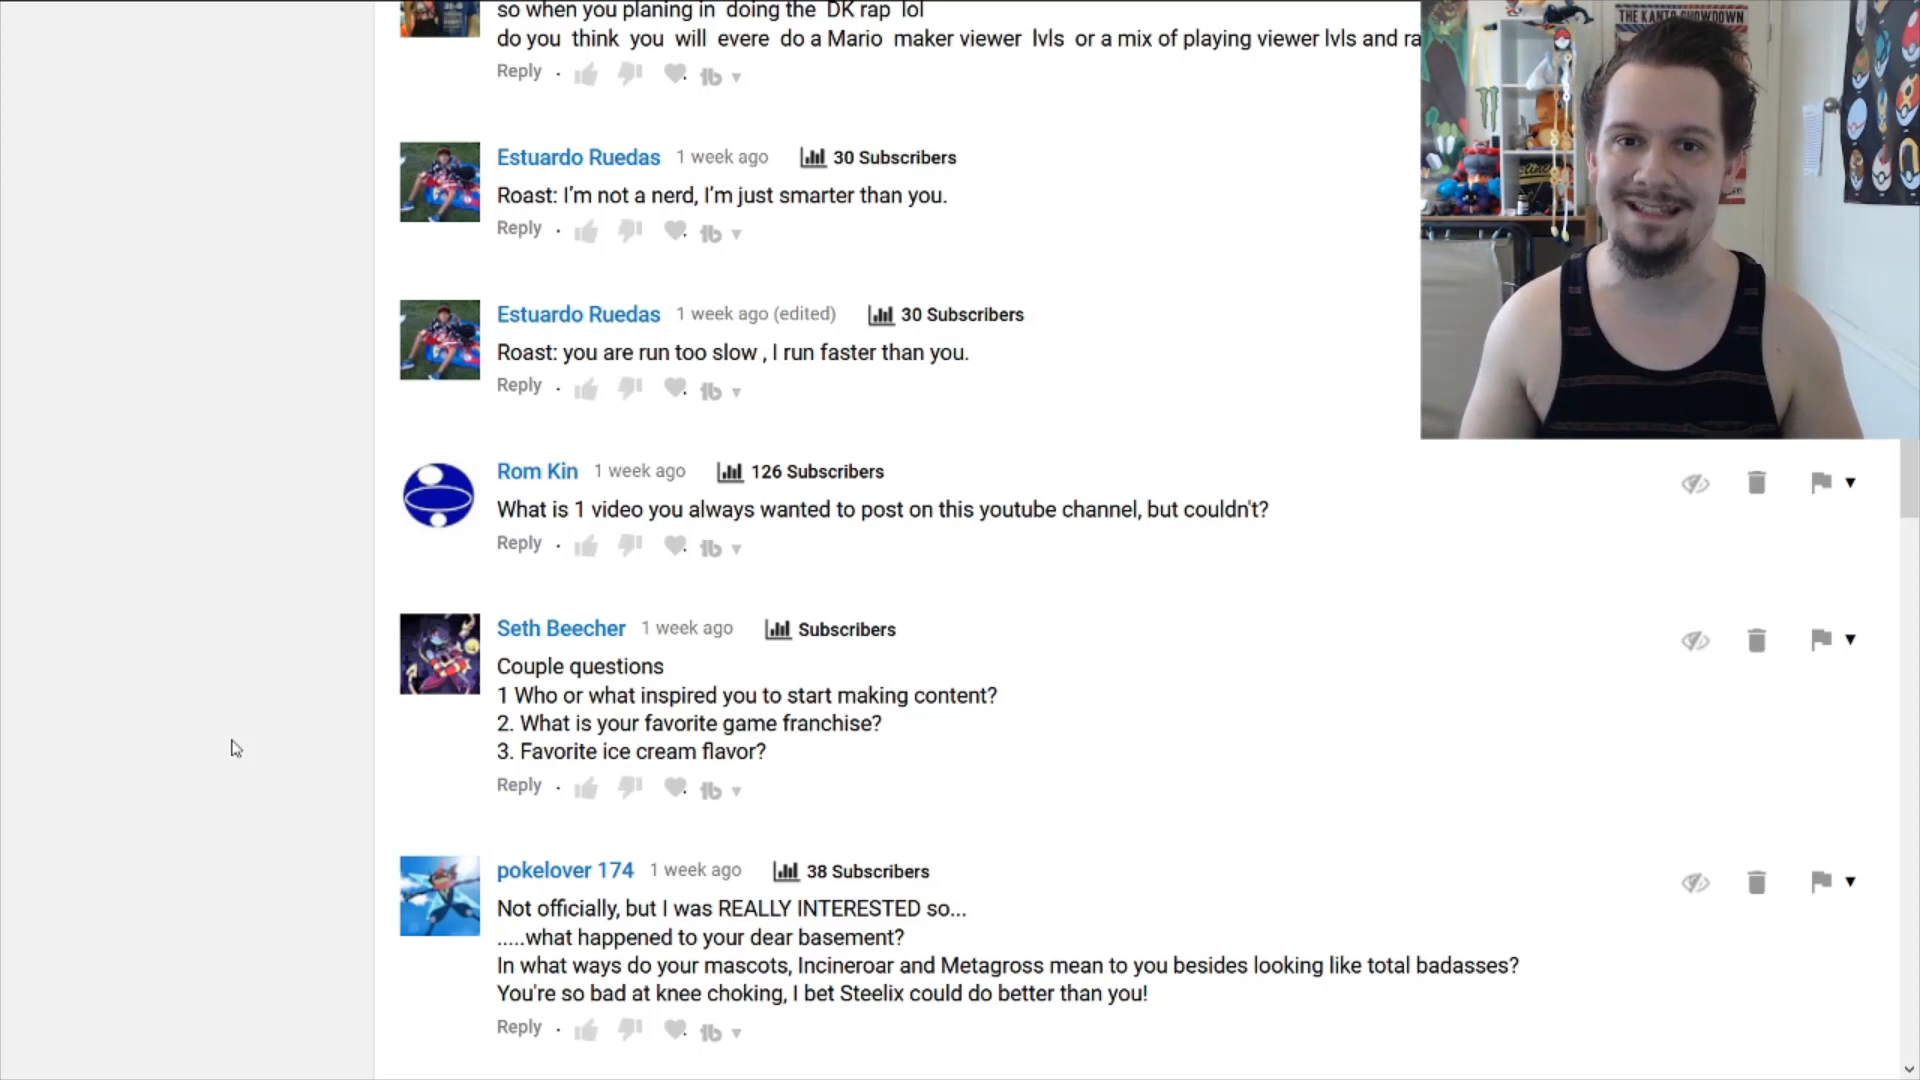 so when you planing in doing the DK rap lol
do you think you will evere do a Mario maker viewer lvls or a mix of playing viewer lvls and ra
Reply
THE KANTO SHOWDOWN
Estuardo Ruedas 1 week ago 30 Subscribers
Roast: I'm not a nerd, I'm just smarter than you.
Reply
Estuardo Ruedas 1 week ago (edited) 30 Subscribers
Roast: you are run too slow , I run faster than you.
Reply
Rom Kin 1 week ago 126 Subscribers
What is 1 video you always wanted to post on this youtube channel, but couldn't?
Reply
Seth Beecher 1 week ago Subscribers
Couple questions
1 Who or what inspired you to start making content?
2. What is your favorite game franchise?
3. Favorite ice cream flavor?
Reply
pokelover 174 1 week ago 38 Subscribers
Not officially, but I was REALLY INTERESTED so...
.....what happened to your dear basement?
In what ways do your mascots, Incineroar and Metagross mean to you besides looking like total badasses?
You're so bad at knee choking, I bet Steelix could do better than you!
Reply